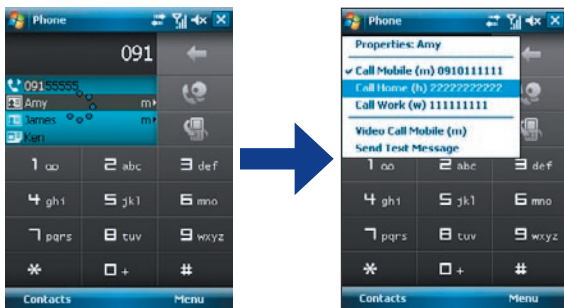 Phone
091
09155555
Amy m
James m
Ken
1 2 abc 3 def
4 ghi 5 jkl 6 mno
7 pqrs 8 tuv 9 wxyz
* 0 + #
Contacts Menu
Phone
Properties: Amy
Call Mobile (m) 0910111111
Call Home (h) 22222222222
Call Work (w) 111111111
Video Call Mobile (m)
Send Text Message
1 2 abc 3 def
4 ghi 5 jkl 6 mno
7 pqrs 8 tuv 9 wxyz
* 0 + #
Contacts Menu